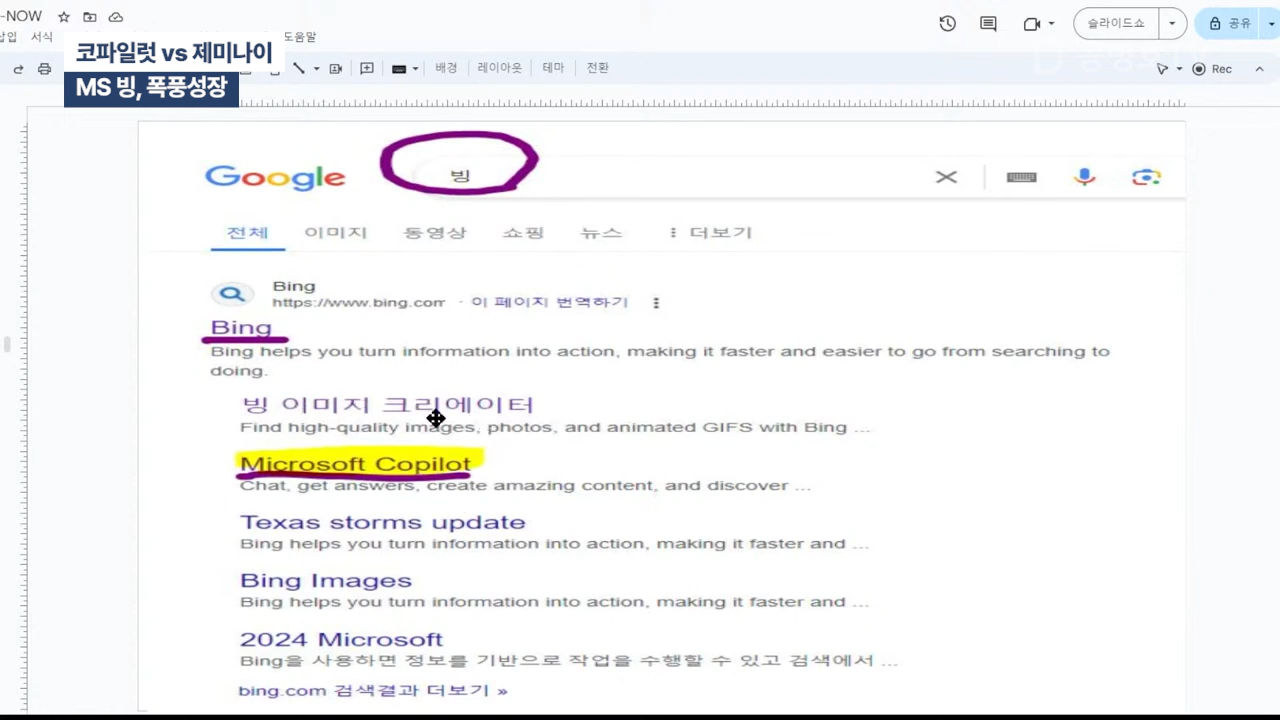 -NOW
삽입 서식 도움말
슬라이드쇼
공유
코파일럿 vs 제미나이
MS 빙, 폭풍성장
배경 레이아웃 테마 전환
Rec
Google 빙
전체 이미지 동영상 쇼핑 뉴스 더보기
Bing
https://www.bing.com · 이 페이지 번역하기
Bing
Bing helps you turn information into action, making it faster and easier to go from searching to
doing.
빙 이미지 크리에이터
Find high-quality images, photos, and animated GIFS with Bing ...
Microsoft Copilot
Chat, get answers, create amazing content, and discover ...
Texas storms update
Bing helps you turn information into action, making it faster and ...
Bing Images
Bing helps you turn information into action, making it faster and ...
2024 Microsoft
Bing을 사용하면 정보를 기반으로 작업을 수행할 수 있고 검색에서 ...
bing.com 검색결과 더보기 »